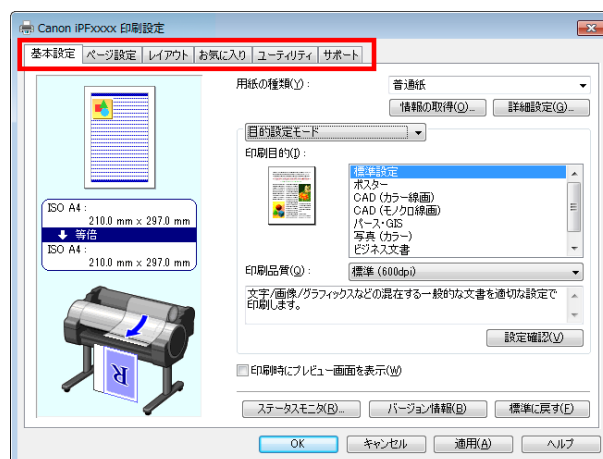 Canon iPFxxxx 印刷設定
基本設定 ページ設定 レイアウト お気に入り ユーティリティ サポート
用紙の種類(Y): 普通紙
情報の取得(O)... 詳細設定(G)...
目的設定モード
印刷目的(I):
標準設定
ポスター
CAD (カラー線画)
CAD (モノクロ線画)
パース・GIS
写真 (カラー)
ビジネス文書
ISO A4 :
210.0 mm x 297.0 mm
等倍
ISO A4 :
210.0 mm x 297.0 mm
印刷品質(Q): 標準 (600dpi)
文字/画像/グラフィックスなどの混在する一般的な文書を適切な設定で
印刷します。
設定確認(V)
印刷時にプレビュー画面を表示(W)
ステータスモニタ(R)... バージョン情報(B) 標準に戻す(F)
OK キャンセル 適用(A) ヘルプ
R